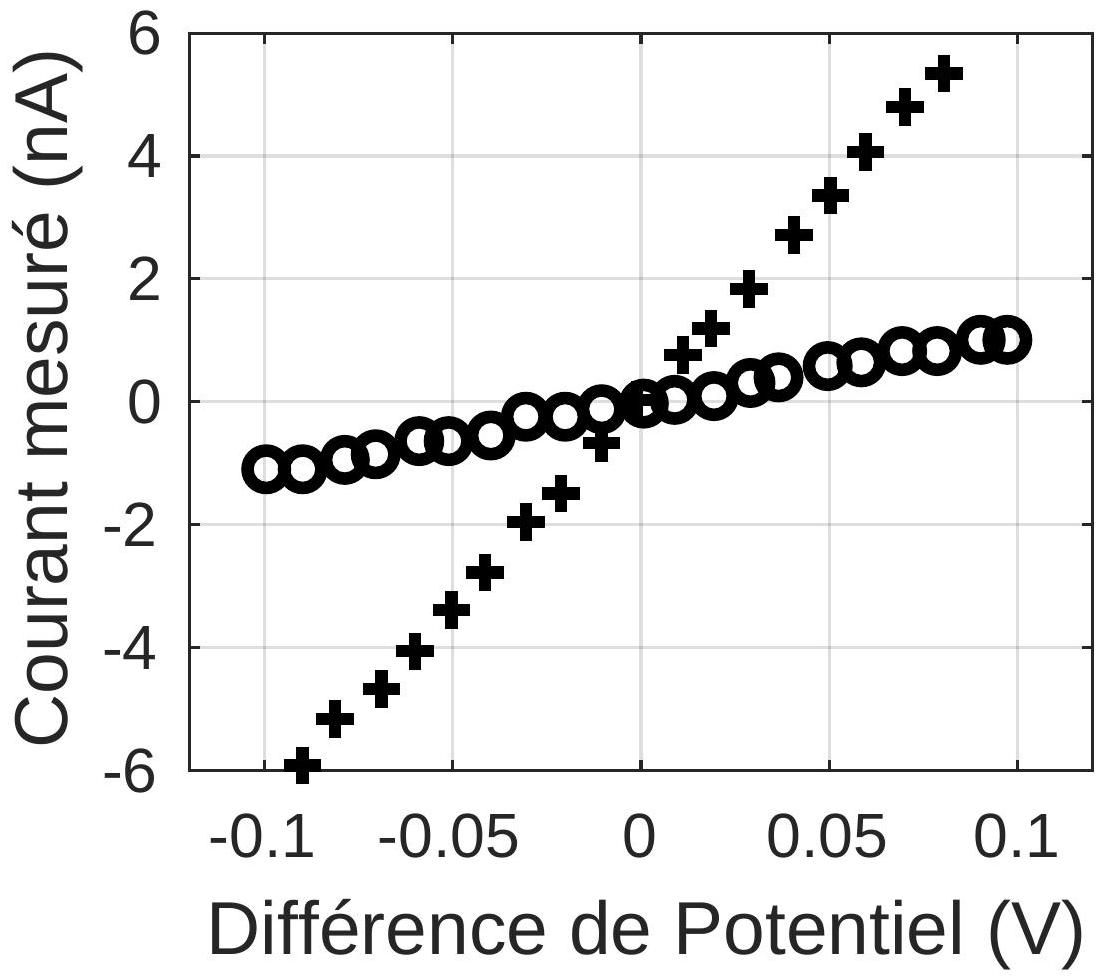 Courant mesuré (nA)
6
4
2
0
-2
-4
-6
-0.1 -0.05 0 0.05 0.1
Différence de Potentiel (V)